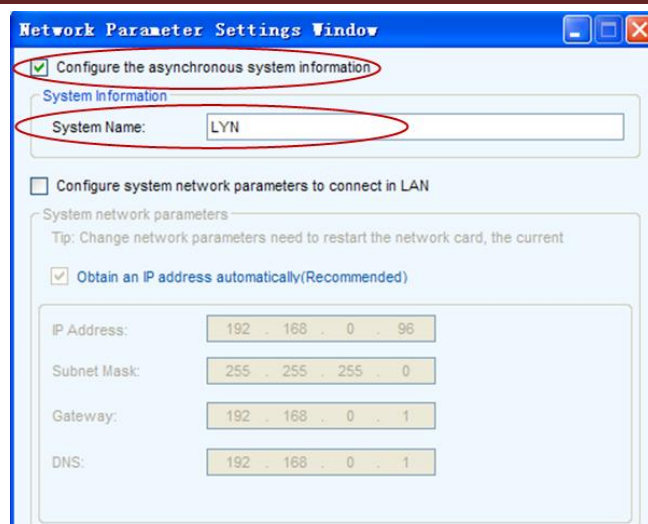 Network Parameter Settings Window
Configure the asynchronous system information
System Information
System Name: LYN
Configure system network parameters to connect in LAN
System network parameters
Tip: Change network parameters need to restart the network card, the current
Obtain an IP address automatically(Recommended)
IP Address: 192 . 168 . 0 . 96
Subnet Mask: 255 . 255 . 255 . 0
Gateway: 192 . 168 . 0 . 1
DNS: 192 . 168 . 0 . 1